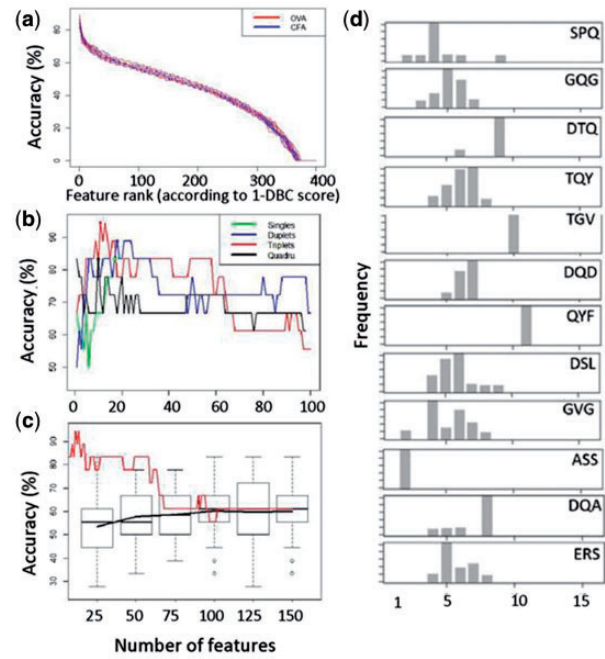 (a)
OVA
CFA
Accuracy (%)
80
60
40
20
0
0 100 200 300 400
Feature rank (according to 1-DBC score)
(b)
Singles
Duplets
Triplets
Quadru
Accuracy (%)
90
80
70
60
50
0 20 40 60 80 100
(c)
Accuracy (%)
90
80
70
60
50
40
30
25 50 75 100 125 150
Number of features
(d)
Frequency
SPQ
GQG
DTQ
TQY
TGV
DQD
QYF
DSL
GVG
ASS
DQA
ERS
1 5 10 15